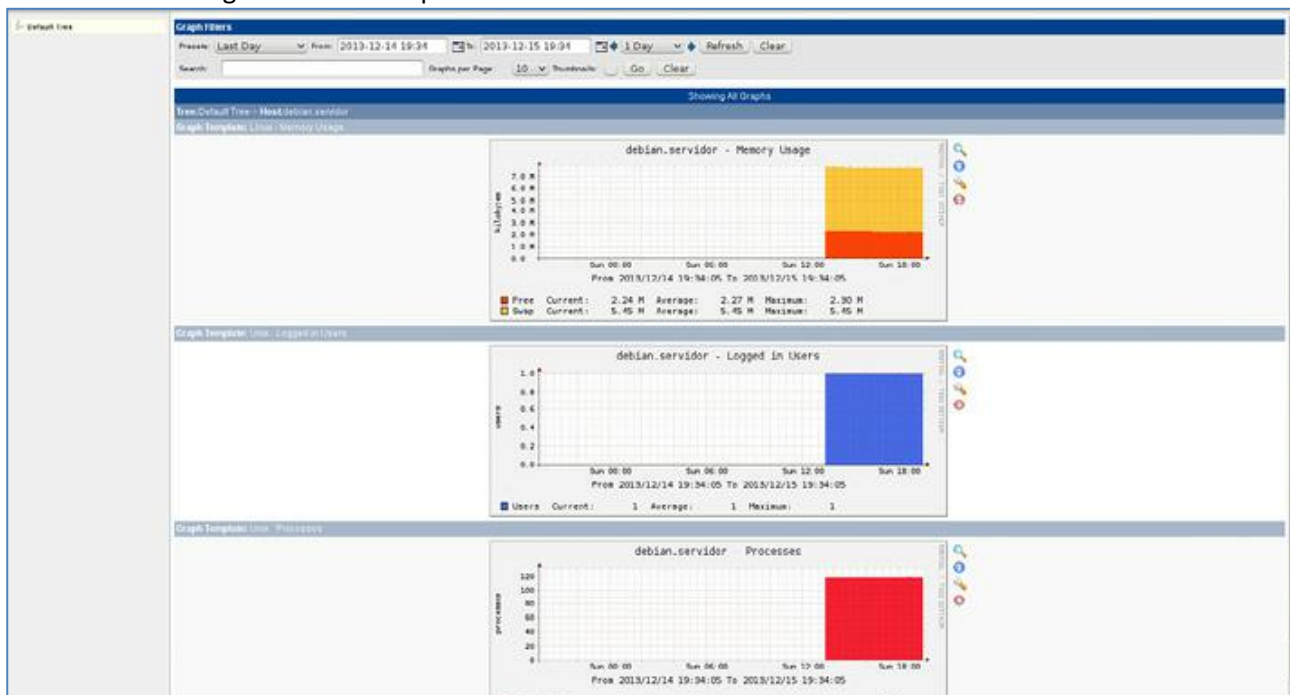 Default Tree
Graph Filters
Presets: Last Day From: 2013-12-14 19:34 To: 2013-12-15 19:34 1 Day Refresh Clear
Search: Graphs per Page: 10 Thumbnails: Go Clear
Showing All Graphs
Tree: Default Tree -> Host: debian.servidor
Graph Template: Linux - Memory Usage
debian.servidor - Memory Usage
7.0 M
6.0 M
5.0 M
4.0 M
3.0 M
2.0 M
1.0 M
0.0
kilobytes
Sun 00:00 Sun 06:00 Sun 12:00 Sun 18:00
From 2013/12/14 19:34:05 To 2013/12/15 19:34:05
Free Current: 2.24 M Average: 2.27 M Maximum: 2.30 M
Swap Current: 5.45 M Average: 5.45 M Maximum: 5.45 M
Graph Template: Unix - Logged in Users
debian.servidor - Logged in Users
1.0
0.8
0.6
0.4
0.2
0.0
users
Sun 00:00 Sun 06:00 Sun 12:00 Sun 18:00
From 2013/12/14 19:34:05 To 2013/12/15 19:34:05
Users Current: 1 Average: 1 Maximum: 1
Graph Template: Unix - Processes
debian.servidor Processes
120
100
80
60
40
20
0
processes
Sun 00:00 Sun 06:00 Sun 12:00 Sun 18:00
From 2013/12/14 19:34:05 To 2013/12/15 19:34:05